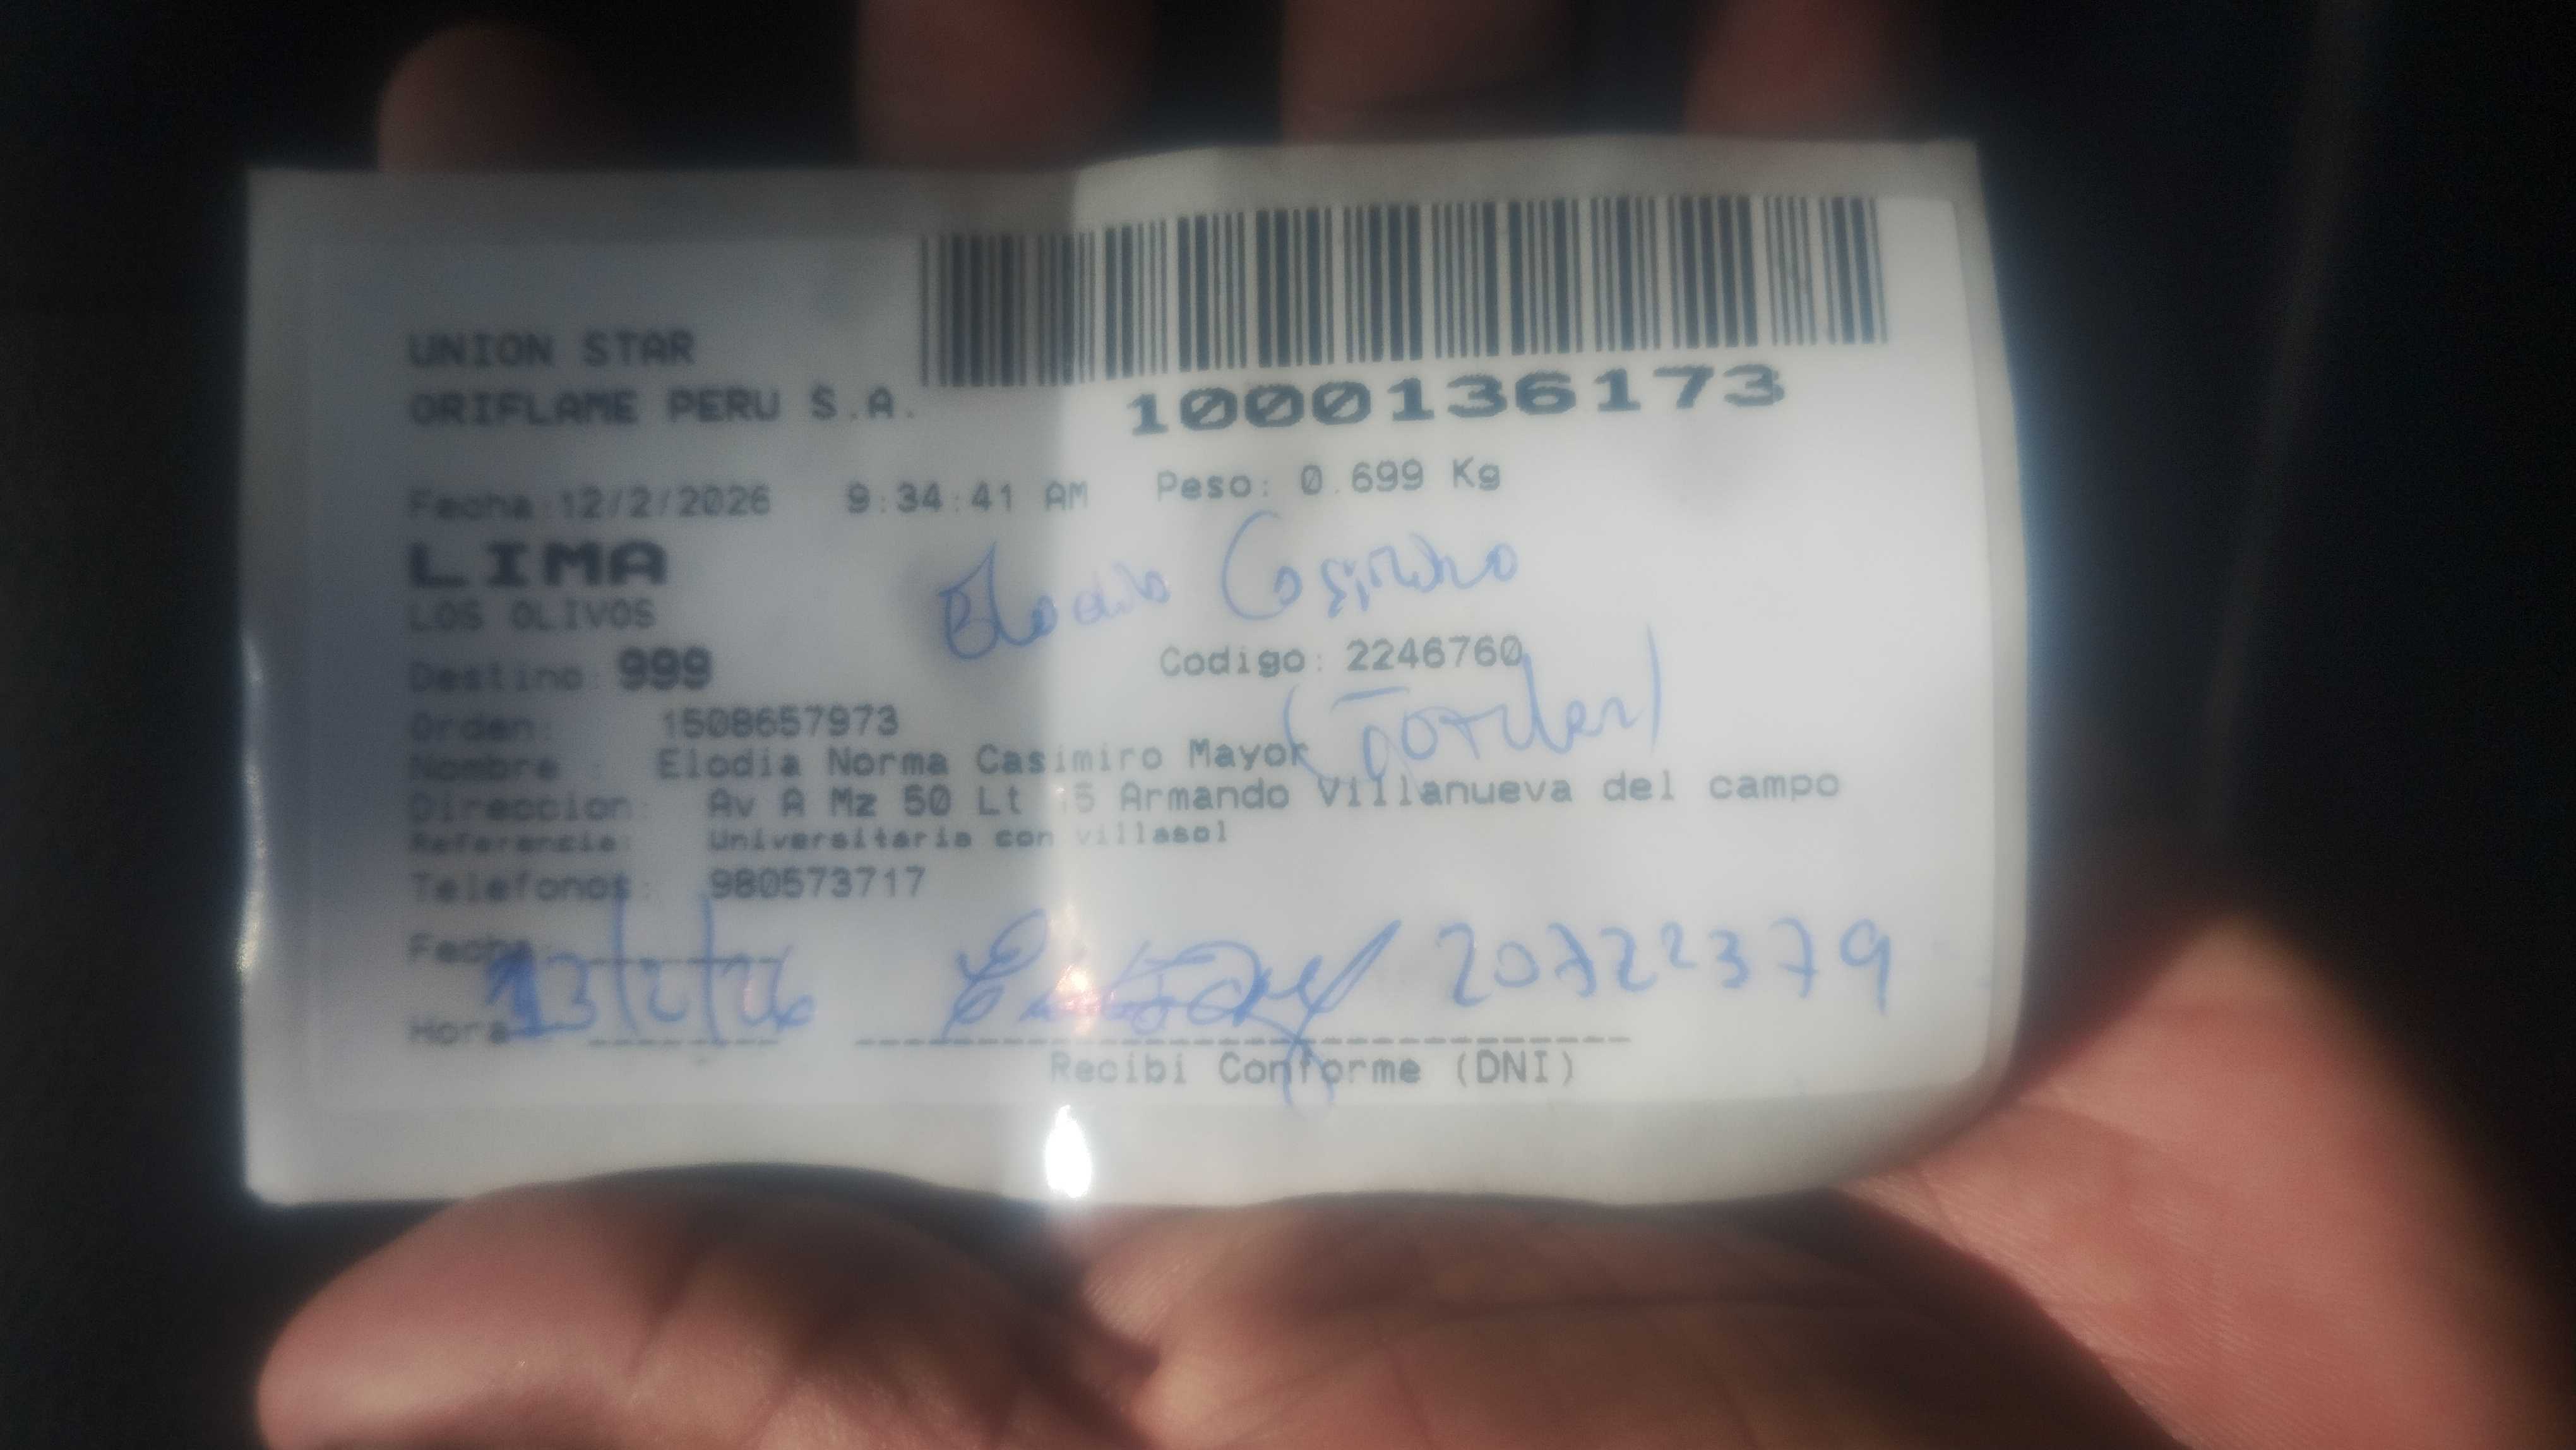 UNION STAR
ORIFLAME PERU S.A.
1000136173
Fecha:12/2/2026 9:34:41 AM Peso: 0.699 Kg
LIMA
LOS OLIVOS
Elodia Casimiro
Destino: 999
Codigo: 2246760
Orden: 1508657973
Nombre : Elodia Norma Casimiro Mayor
Direccion: Av A Mz 50 Lt 5 Armando Villanueva del campo
Referencia: Universitaria con villasol
Telefonos: 980573717
Fecha: 13/2/26
20722379
Hora
Recibi Conforme (DNI)